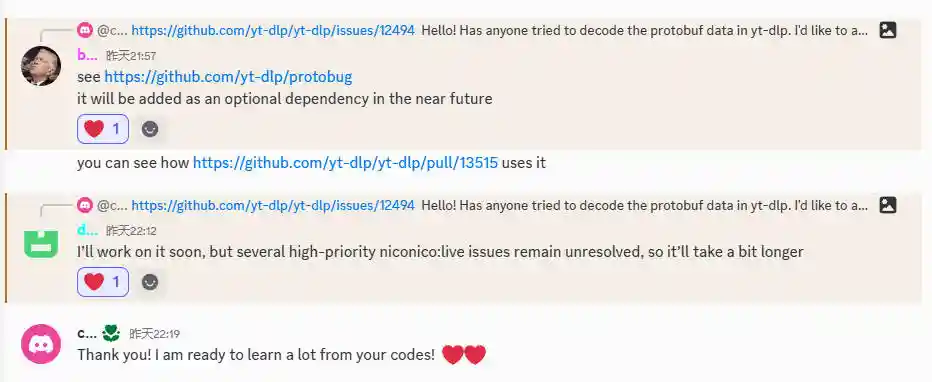 @c... https://github.com/yt-dlp/yt-dlp/issues/12494 Hello! Has anyone tried to decode the protobuf data in yt-dlp. I'd like to a...
b... 昨天21:57
see https://github.com/yt-dlp/protobug
it will be added as an optional dependency in the near future
1
you can see how https://github.com/yt-dlp/yt-dlp/pull/13515 uses it
@c... https://github.com/yt-dlp/yt-dlp/issues/12494 Hello! Has anyone tried to decode the protobuf data in yt-dlp. I'd like to a...
d... 昨天22:12
I'll work on it soon, but several high-priority niconico:live issues remain unresolved, so it'll take a bit longer
1
c... 昨天22:19
Thank you! I am ready to learn a lot from your codes!